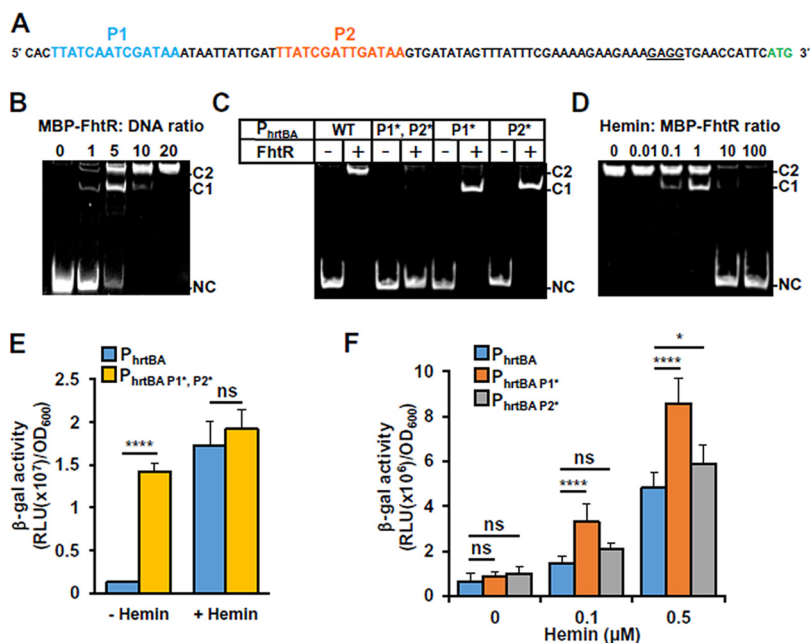 A
P1 P2
5' CACTTATCAATCGATAAATAATTATTGATTTATCGATTGATAAGTGATATAGTTTATTTCGAAAAGAAGAAAGAGGTGAACCATTCATG 3'
B
MBP-FhtR: DNA ratio
0 1 5 10 20
C2
C1
NC
C
PhrtBA WT P1*, P2* P1* P2*
FhtR - + - + - + - +
C2
C1
NC
D
Hemin: MBP-FhtR ratio
0 0.01 0.1 1 10 100
C2
C1
NC
E
PhrtBA
PhrtBA P1*, P2*
β-gal activity
(RLU(x10⁷)/OD₆₀₀)
2.5
2
1.5
1
0.5
0
****
ns
- Hemin + Hemin
F
PhrtBA
PhrtBA P1*
PhrtBA P2*
β-gal activity
(RLU(x10⁶)/OD₆₀₀)
10
8
6
4
2
0
ns
ns
ns
****
*
****
0 0.1 0.5
Hemin (µM)